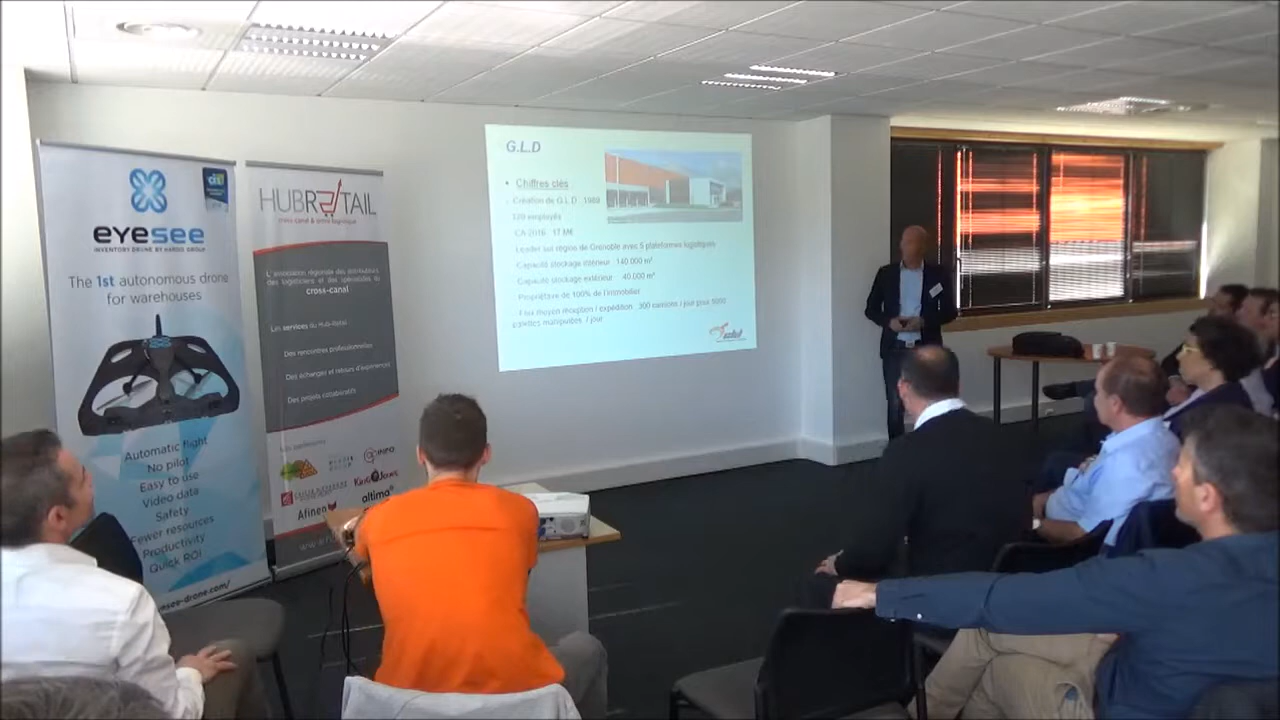 eyesee
INVENTORY DRONE BY HARDIS GROUP
The 1st autonomous drone
for warehouses
Automatic flight
No pilot
Easy to use
Video data
Safety
Fewer resources
Productivity
Quick ROI
HUBRETAIL
cross canal & omni logistique
L'association régionale des distributeurs
des logisticiens et des spécialistes du
cross-canal
Les services du Hub-Retail
Des rencontres professionnelles
Des échanges et retours d'expériences
Des projets collaboratifs
King Jouet
altima
Afineo
G.L.D
• Chiffres clés
Création de G.L.D : 1988
120 employés
CA 2016 : 17 M€
Leader sur région de Grenoble avec 5 plateformes logistiques
Capacité stockage intérieur : 140 000 m²
Capacité stockage extérieur : 40 000 m²
Propriétaire de 100% de l'immobilier
Flux moyen réception / expédition : 300 camions / jour pour 5000
palettes manipulées / jour